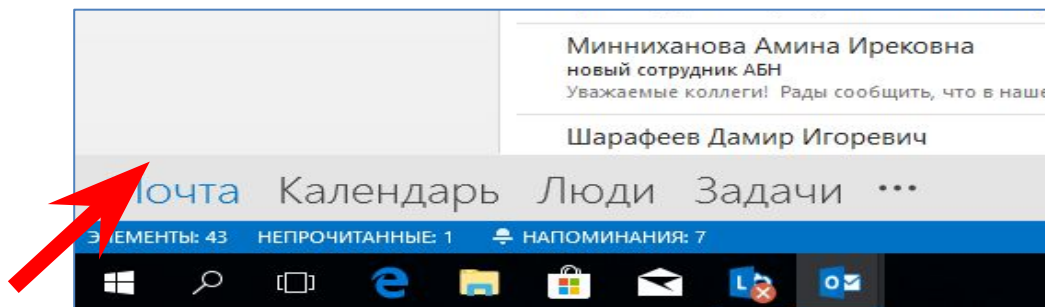 Минниханова Амина Ирековна
новый сотрудник АБН
Уважаемые коллеги! Рады сообщить, что в наше
Шарафеев Дамир Игоревич
Почта Календарь Люди Задачи •••
ЭЛЕМЕНТЫ: 43 НЕПРОЧИТАННЫЕ: 1 НАПОМИНАНИЯ: 7